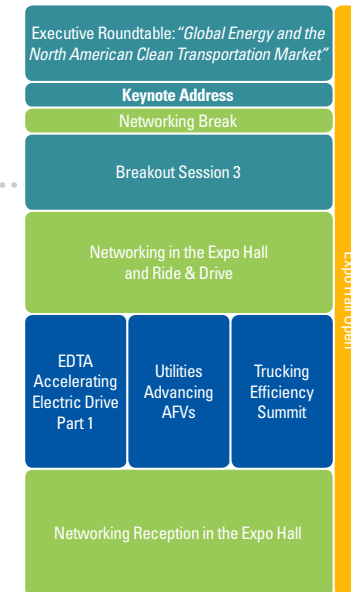 Executive Roundtable: “Global Energy and the
North American Clean Transportation Market”
Keynote Address
Networking Break
Breakout Session 3
Networking in the Expo Hall
and Ride & Drive
EDTA
Accelerating
Electric Drive
Part 1
Utilities
Advancing
AFVs
Trucking
Efficiency
Summit
Networking Reception in the Expo Hall
Expo Hall Open